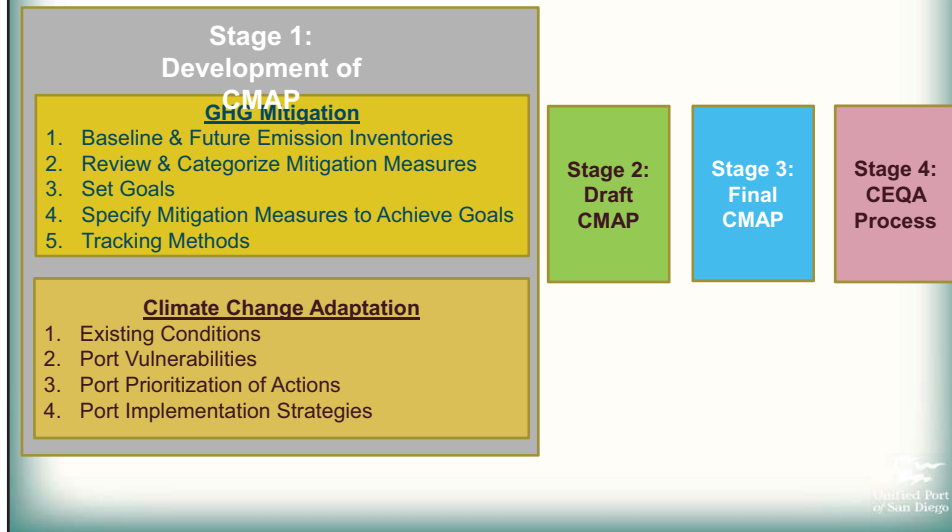 Stage 1:
Development of
CMAP
GHG Mitigation
1. Baseline & Future Emission Inventories
2. Review & Categorize Mitigation Measures
3. Set Goals
4. Specify Mitigation Measures to Achieve Goals
5. Tracking Methods
Climate Change Adaptation
1. Existing Conditions
2. Port Vulnerabilities
3. Port Prioritization of Actions
4. Port Implementation Strategies
Stage 2:
Draft
CMAP
Stage 3:
Final
CMAP
Stage 4:
CEQA
Process
Unified Port
of San Diego